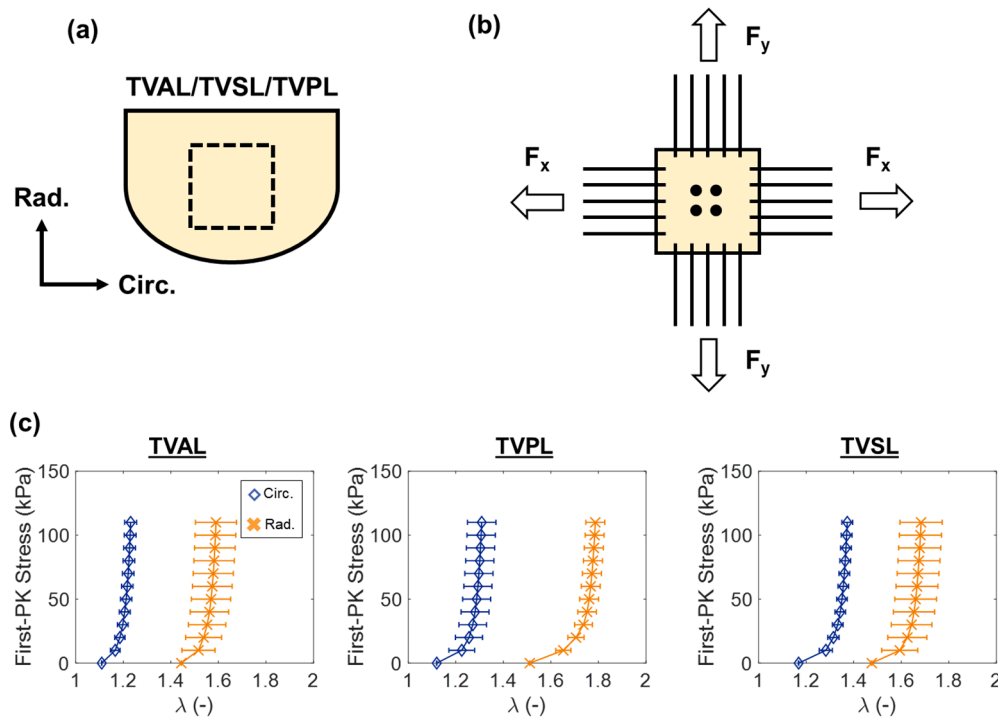 (a)
TVAL/TVSL/TVPL
Rad.
Circ.
(b)
Fy
Fx
Fx
Fy
(c)
TVAL
First-PK Stress (kPa)
150
100
50
0
1 1.2 1.4 1.6 1.8 2
λ (-)
Circ.
Rad.
TVPL
First-PK Stress (kPa)
150
100
50
0
1 1.2 1.4 1.6 1.8 2
λ (-)
TVSL
First-PK Stress (kPa)
150
100
50
0
1 1.2 1.4 1.6 1.8 2
λ (-)